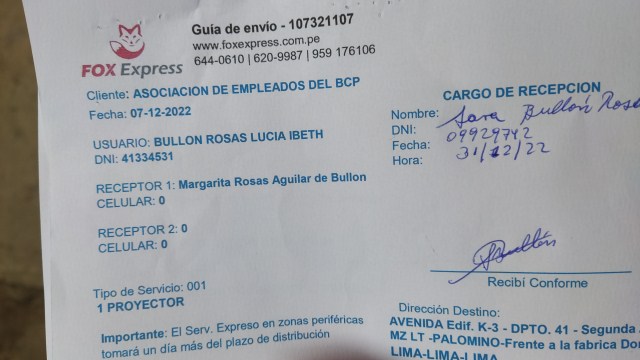 FOX Express
Guía de envío - 107321107
www.foxexpress.com.pe
644-0610 | 620-9987 | 959 176106
Cliente: ASOCIACION DE EMPLEADOS DEL BCP
Fecha: 07-12-2022
USUARIO: BULLON ROSAS LUCIA IBETH
DNI: 41334531
RECEPTOR 1: Margarita Rosas Aguilar de Bullon
CELULAR: 0
RECEPTOR 2: 0
CELULAR: 0
Tipo de Servicio: 001
1 PROYECTOR
Importante: El Serv. Expreso en zonas periféricas
tomará un día más del plazo de distribución
CARGO DE RECEPCION
Nombre: Sara Bullón Rosa
DNI: 09929742
Fecha: 31/12/22
Hora:
Bullón
Recibí Conforme
Dirección Destino:
AVENIDA Edif. K-3 - DPTO. 41 - Segunda
MZ LT -PALOMINO-Frente a la fabrica
LIMA-LIMA-LIMA